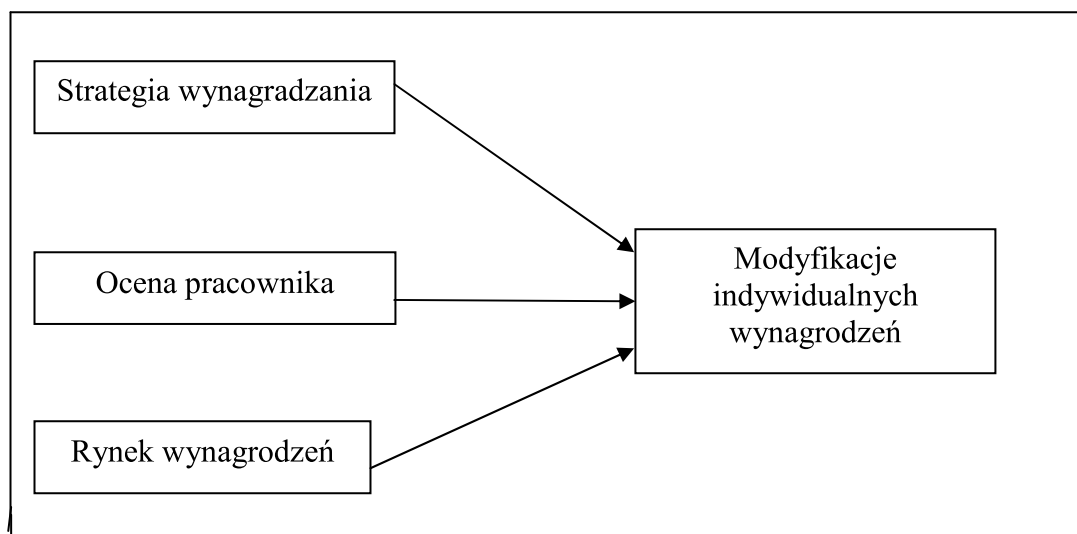 Strategia wynagradzania
Ocena pracownika
Modyfikacje
indywidualnych
wynagrodzeń
Rynek wynagrodzeń